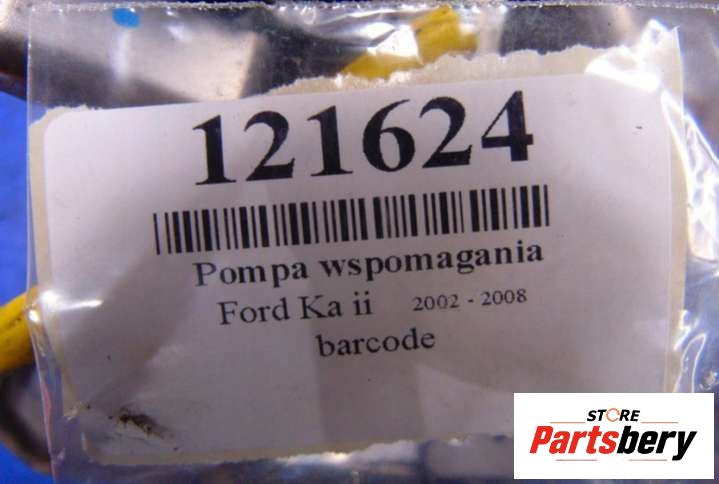 121624
Pompa wspomagania
Ford Ka ii 2002 - 2008
barcode
STORE
Partsbery